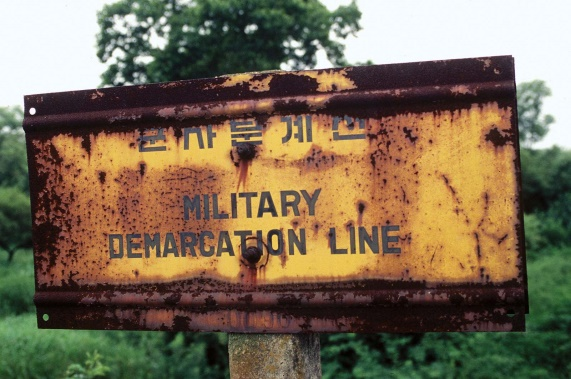 군사분계선
MILITARY
DEMARCATION LINE